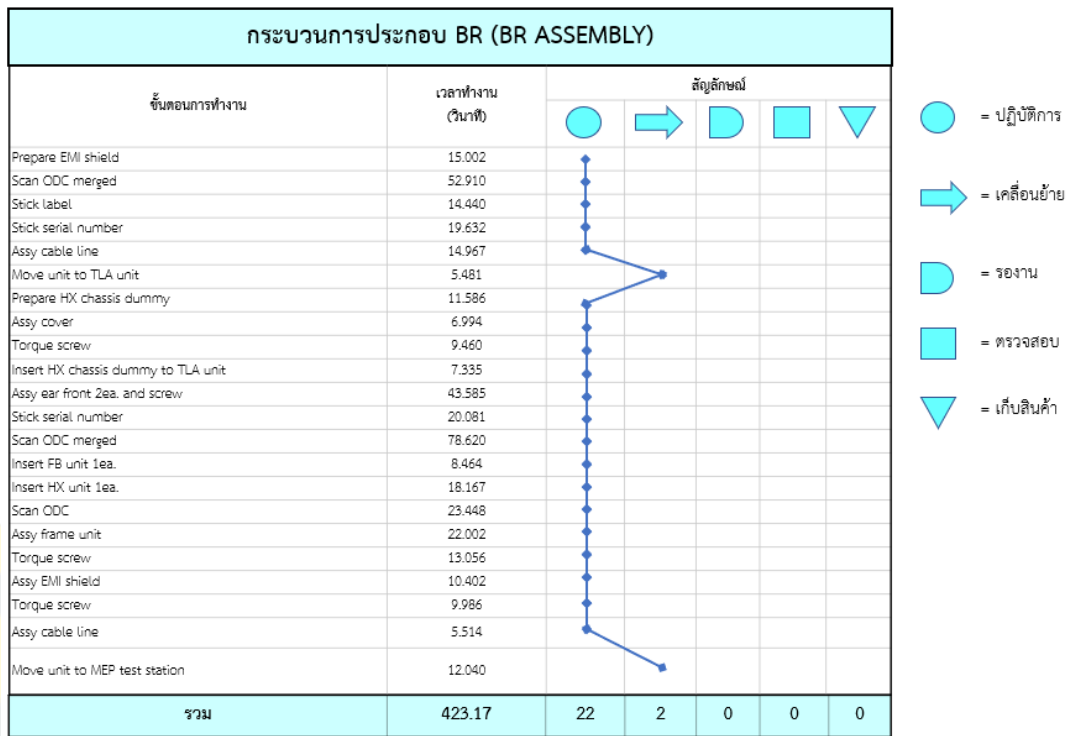 กระบวนการประกอบ BR (BR ASSEMBLY)
ขั้นตอนการทำงาน
เวลาทำงาน
(วินาที)
สัญลักษณ์
Prepare EMI shield 15.002
Scan ODC merged 52.910
Stick label 14.440
Stick serial number 19.632
Assy cable line 14.967
Move unit to TLA unit 5.481
Prepare HX chassis dummy 11.586
Assy cover 6.994
Torque screw 9.460
Insert HX chassis dummy to TLA unit 7.335
Assy ear front 2ea. and screw 43.585
Stick serial number 20.081
Scan ODC merged 78.620
Insert FB unit 1ea. 8.464
Insert HX unit 1ea. 18.167
Scan ODC 23.448
Assy frame unit 22.002
Torque screw 13.056
Assy EMI shield 10.402
Torque screw 9.986
Assy cable line 5.514
Move unit to MEP test station 12.040
รวม 423.17 22 2 0 0 0
= ปฏิบัติการ
= เคลื่อนย้าย
= รองาน
= ตรวจสอบ
= เก็บสินค้า